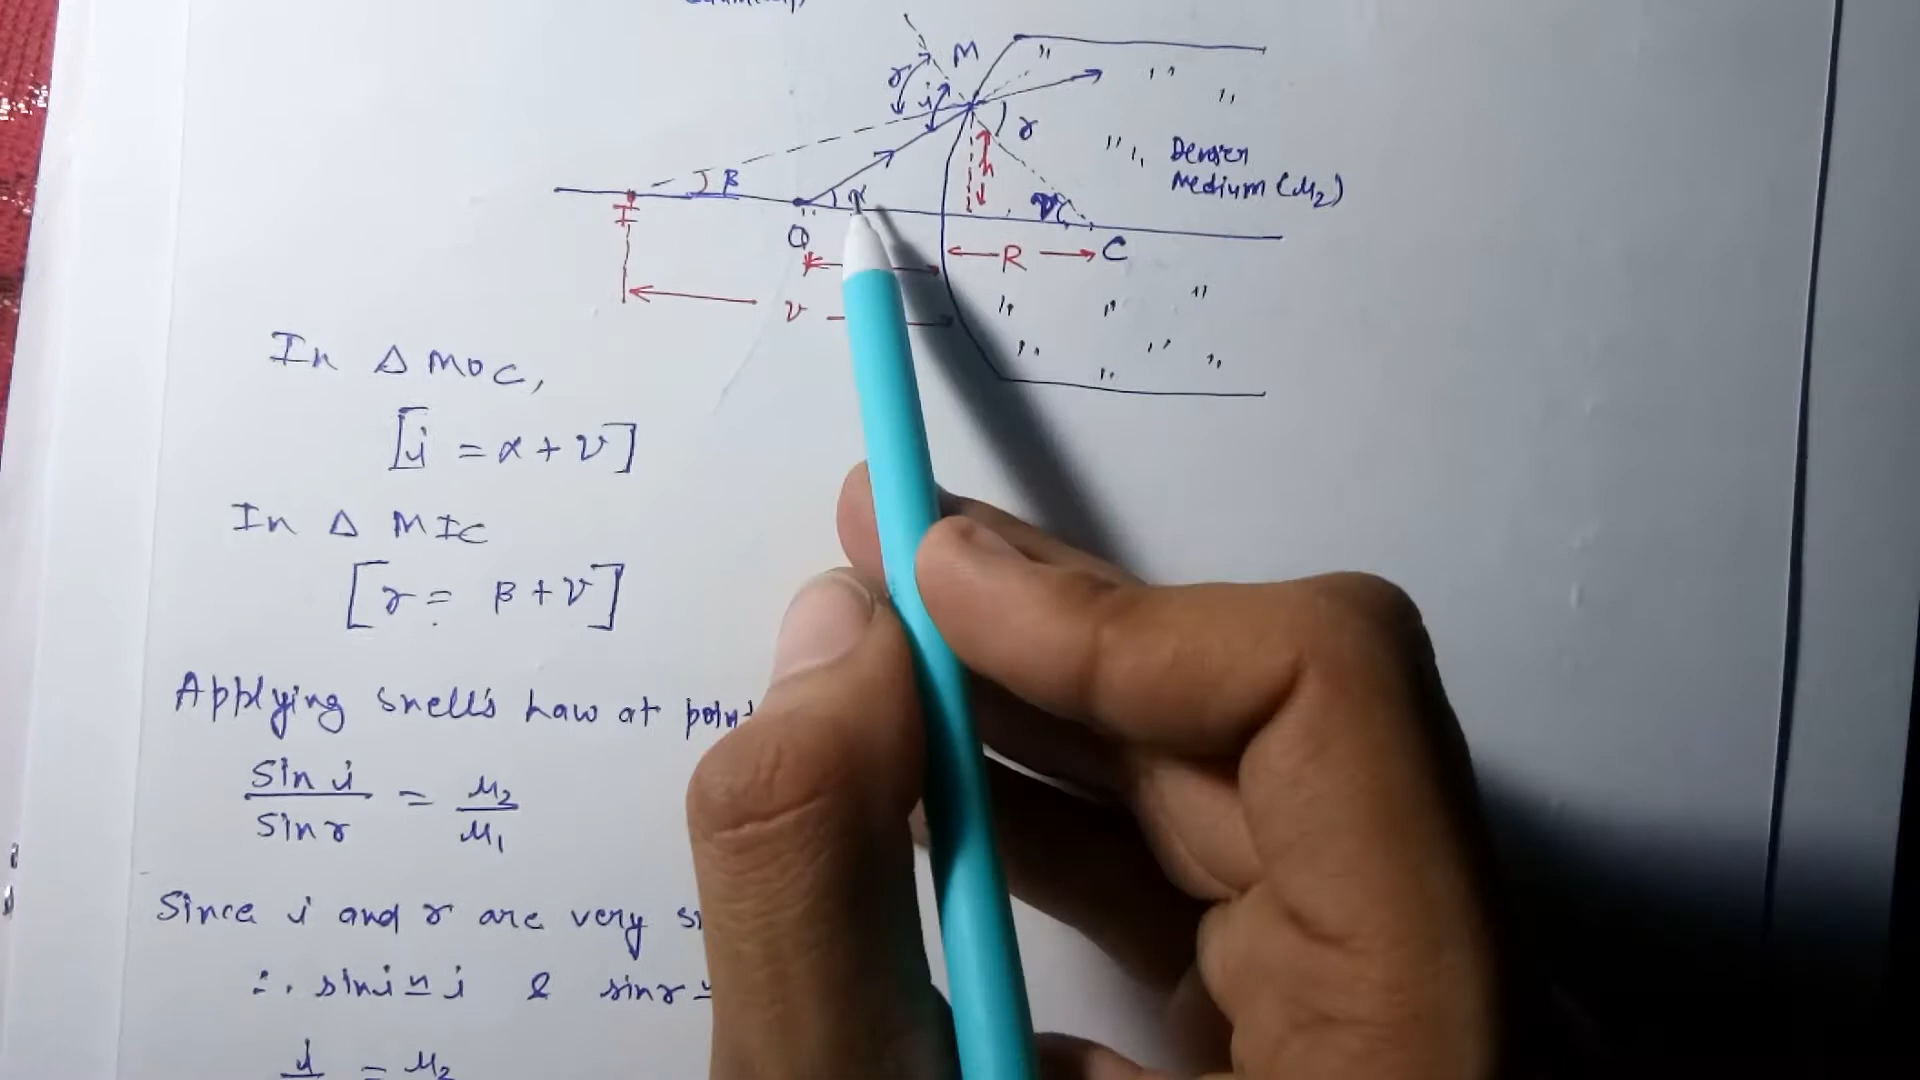 M
r
i
r
h
β
α
ν
I
O
R
C
v
Denser
Medium (μ2)
In Δ MOC,
[i = α + ν]
In Δ MIC
[r = β + ν]
Applying snell's Law at point
sin i / sin r = μ2 / μ1
Since i and r are very
∴ sin i ≃ i & sin r ≃
i = μ2